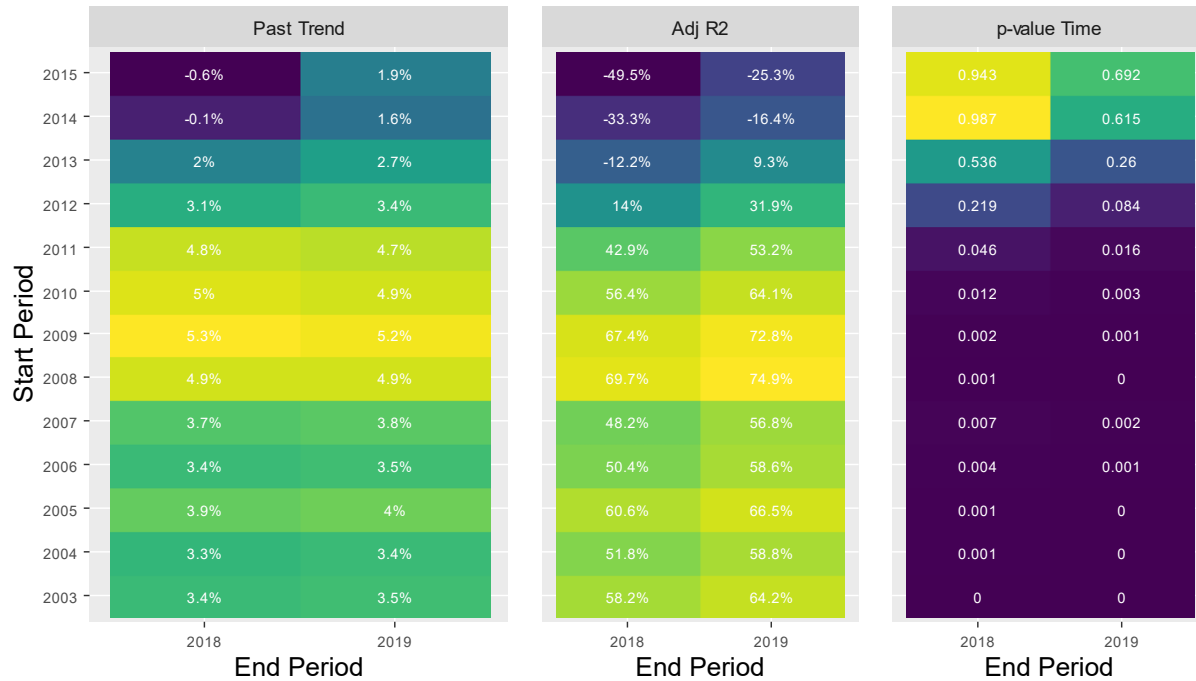 Past Trend Adj R2 p-value Time
Start Period
2015 -0.6% 1.9% -49.5% -25.3% 0.943 0.692
2014 -0.1% 1.6% -33.3% -16.4% 0.987 0.615
2013 2% 2.7% -12.2% 9.3% 0.536 0.26
2012 3.1% 3.4% 14% 31.9% 0.219 0.084
2011 4.8% 4.7% 42.9% 53.2% 0.046 0.016
2010 5% 4.9% 56.4% 64.1% 0.012 0.003
2009 5.3% 5.2% 67.4% 72.8% 0.002 0.001
2008 4.9% 4.9% 69.7% 74.9% 0.001 0
2007 3.7% 3.8% 48.2% 56.8% 0.007 0.002
2006 3.4% 3.5% 50.4% 58.6% 0.004 0.001
2005 3.9% 4% 60.6% 66.5% 0.001 0
2004 3.3% 3.4% 51.8% 58.8% 0.001 0
2003 3.4% 3.5% 58.2% 64.2% 0 0
2018 2019 2018 2019 2018 2019
End Period End Period End Period